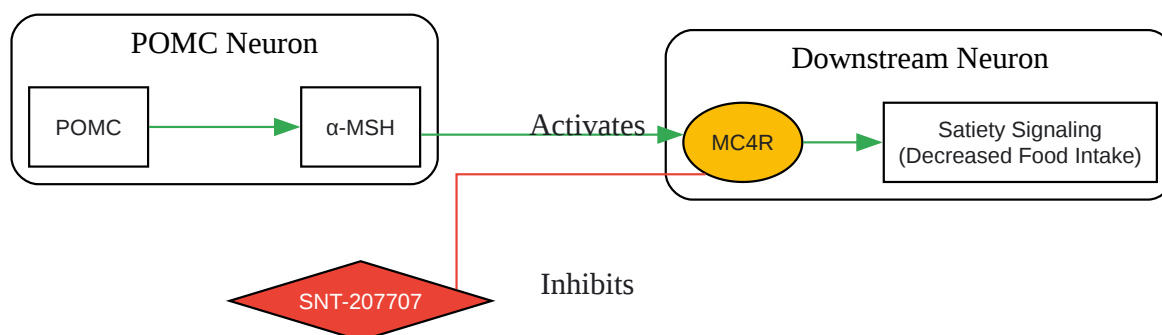 POMC Neuron
Downstream Neuron
POMC
α-MSH
Activates
MC4R
Satiety Signaling
(Decreased Food Intake)
SNT-207707
Inhibits